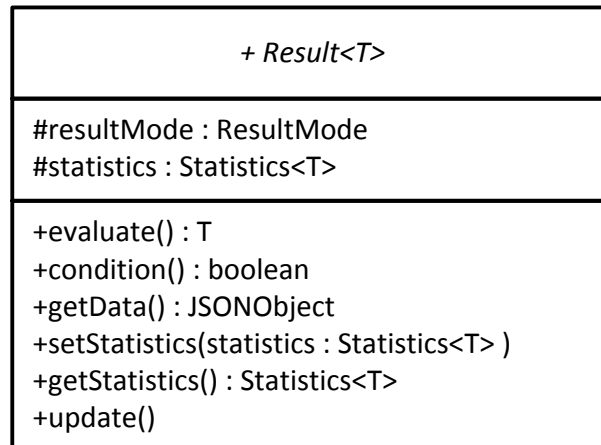 + Result<T>
#resultMode : ResultMode
#statistics : Statistics<T>
+evaluate() : T
+condition() : boolean
+getData() : JSONObject
+setStatistics(statistics : Statistics<T> )
+getStatistics() : Statistics<T>
+update()